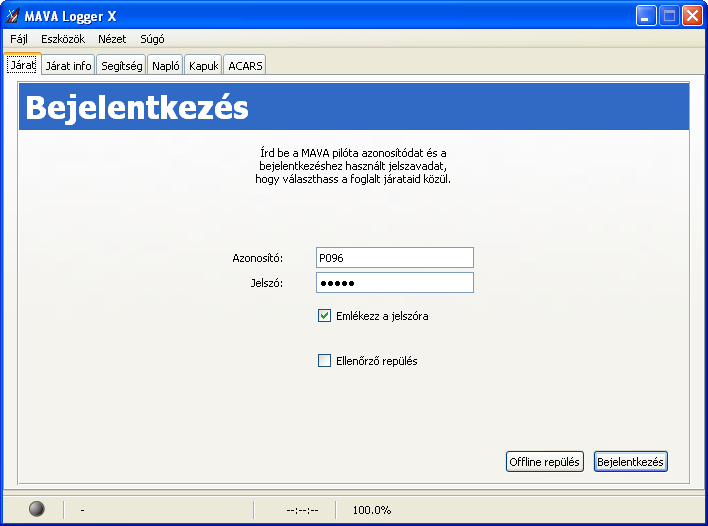 MAVA Logger X
Fájl Eszközök Nézet Súgó
Járat Járat info Segítség Napló Kapuk ACARS
Bejelentkezés
Írd be a MAVA pilóta azonosítódat és a
bejelentkezéshez használt jelszavadat,
hogy választhass a foglalt járataid közül.
Azonosító: P096
Jelszó: ●●●●●
Emlékezz a jelszóra
Ellenőrző repülés
Offline repülés Bejelentkezés
- --:--:-- 100.0%